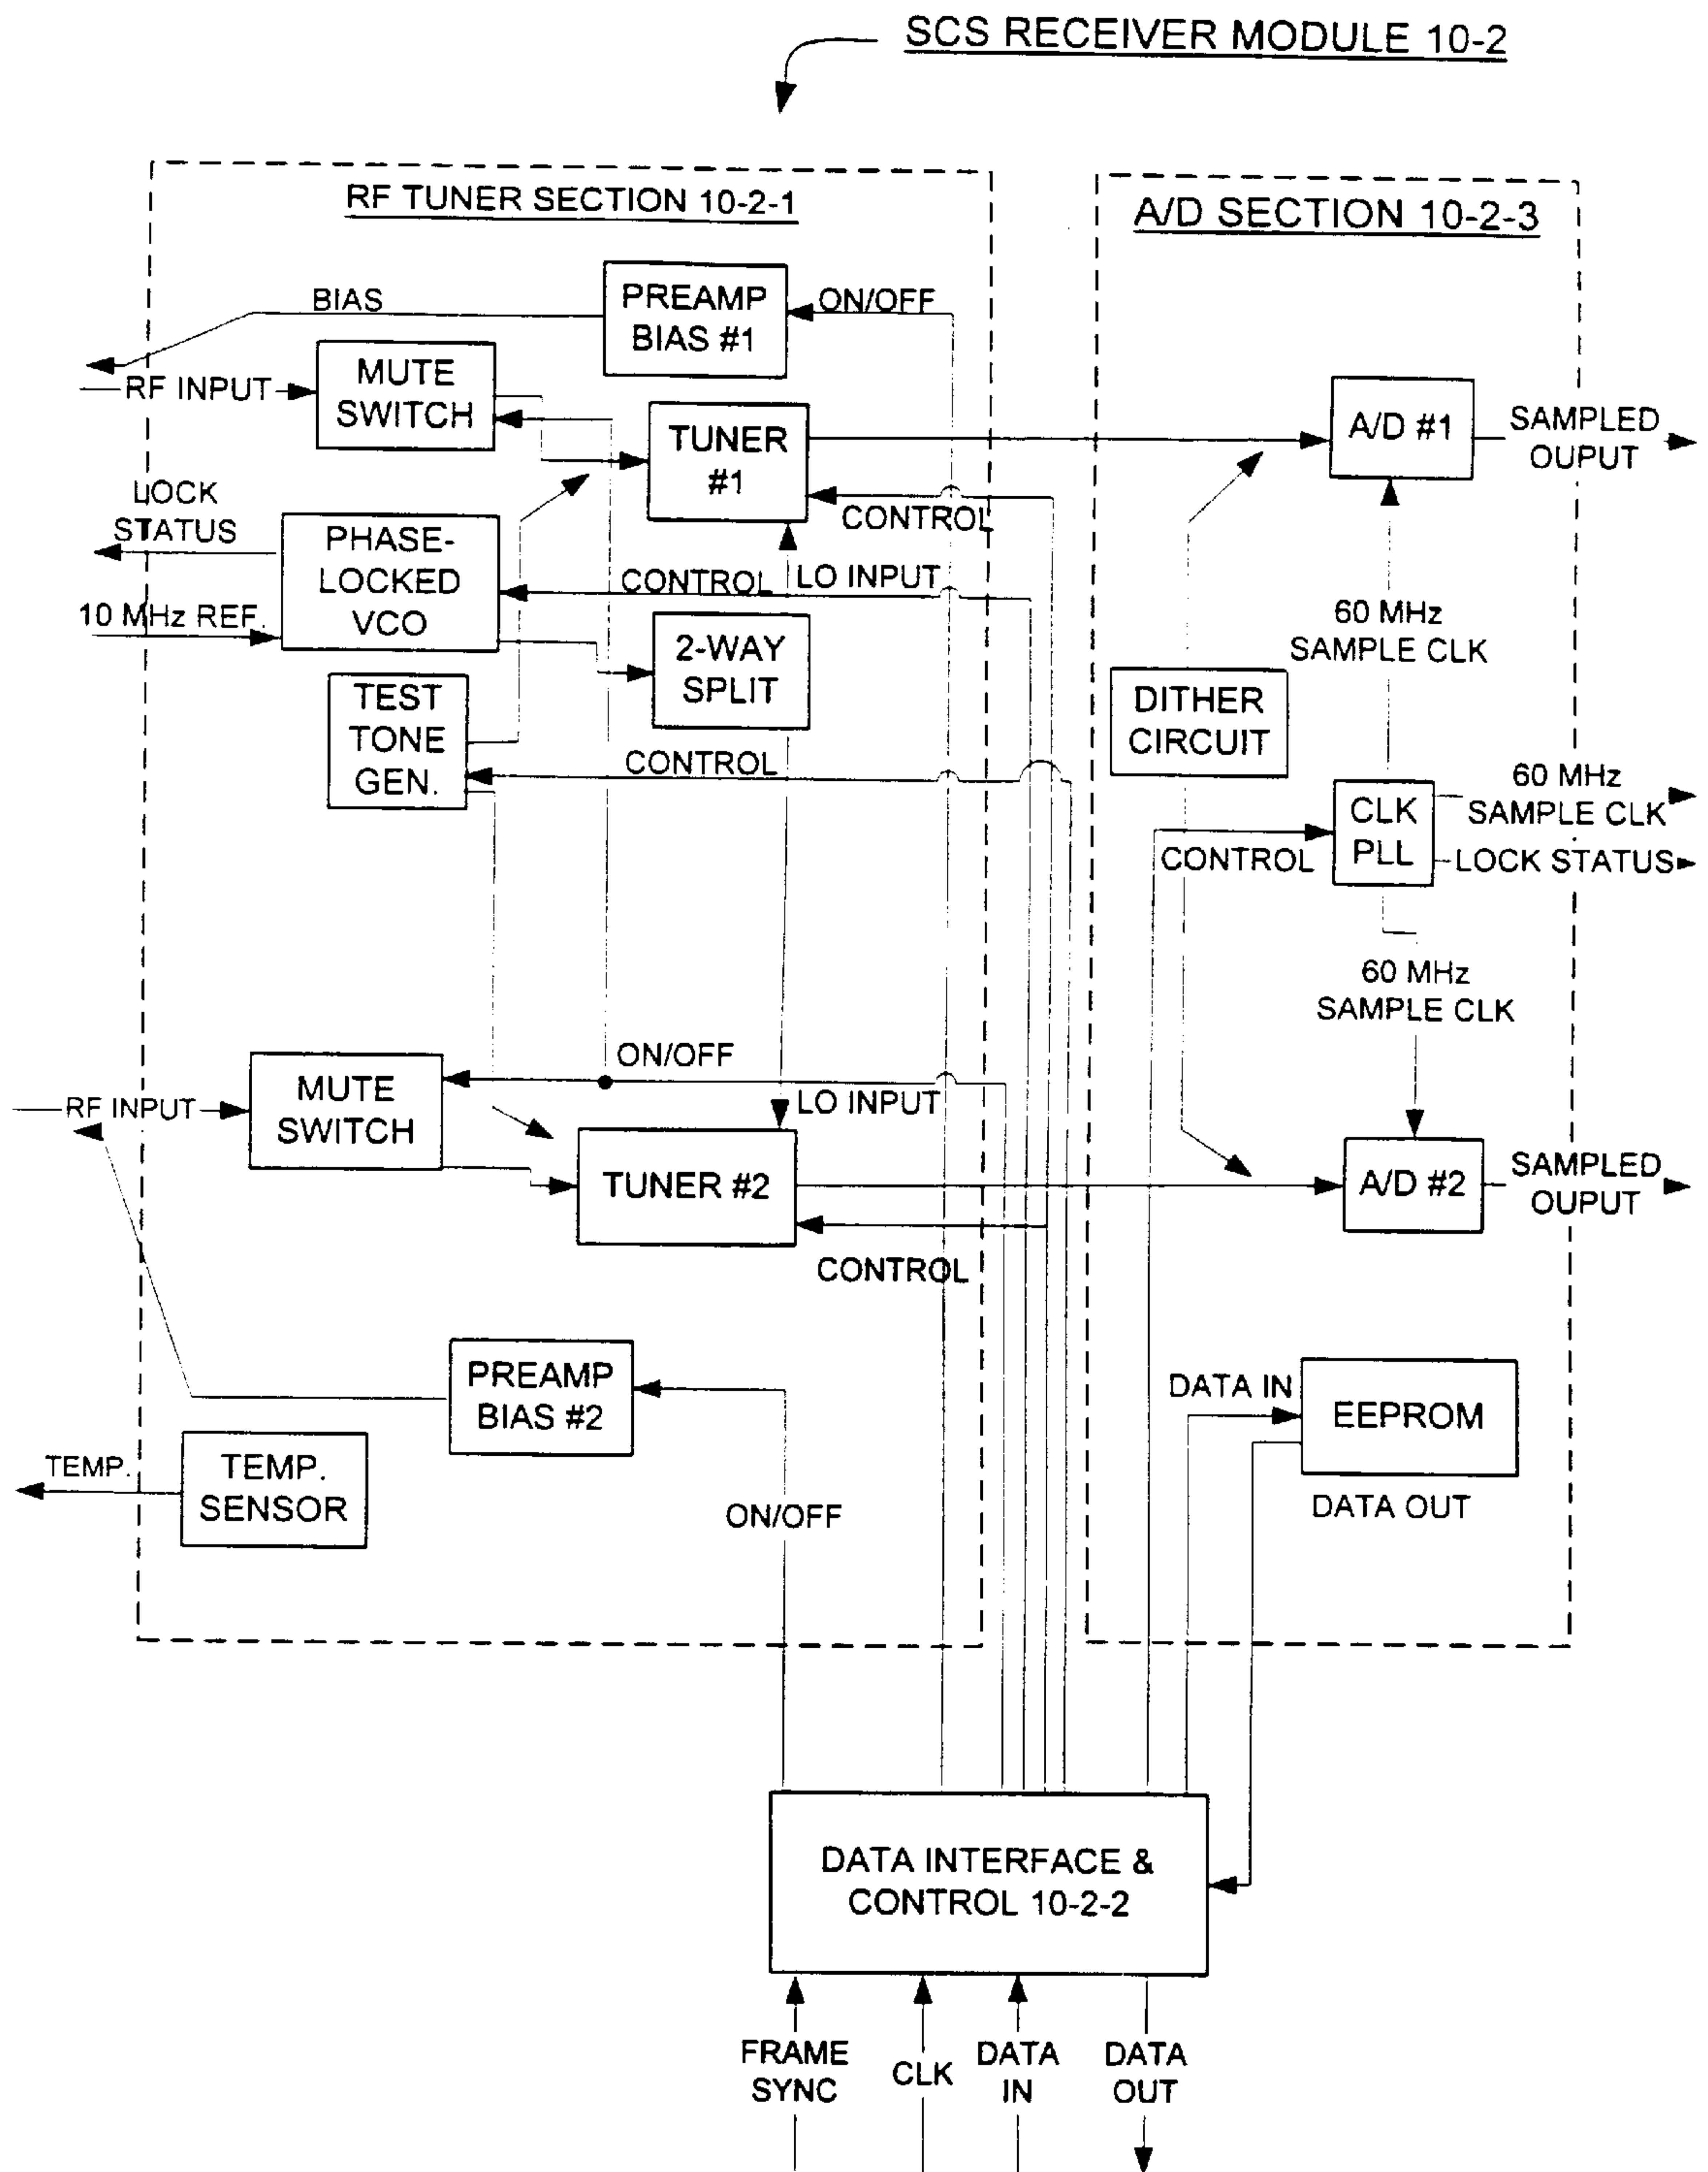 SCS RECEIVER MODULE 10-2
RF TUNER SECTION 10-2-1
A/D SECTION 10-2-3
BIAS
PREAMP
BIAS #1
ON/OFF
RF INPUT
MUTE
SWITCH
TUNER
#1
A/D #1
SAMPLED
OUPUT
LOCK
STATUS
CONTROL
PHASE-
LOCKED
VCO
CONTROL
LO INPUT
10 MHz REF.
60 MHz
SAMPLE CLK
2-WAY
SPLIT
TEST
TONE
GEN.
DITHER
CIRCUIT
CONTROL
60 MHz
SAMPLE CLK
CLK
PLL
CONTROL
LOCK STATUS
60 MHz
SAMPLE CLK
ON/OFF
MUTE
SWITCH
RF INPUT
LO INPUT
TUNER #2
A/D #2
SAMPLED
OUPUT
CONTROL
PREAMP
BIAS #2
DATA IN
EEPROM
TEMP.
TEMP.
SENSOR
DATA OUT
ON/OFF
DATA INTERFACE &
CONTROL 10-2-2
FRAME
SYNC
CLK
DATA
IN
DATA
OUT